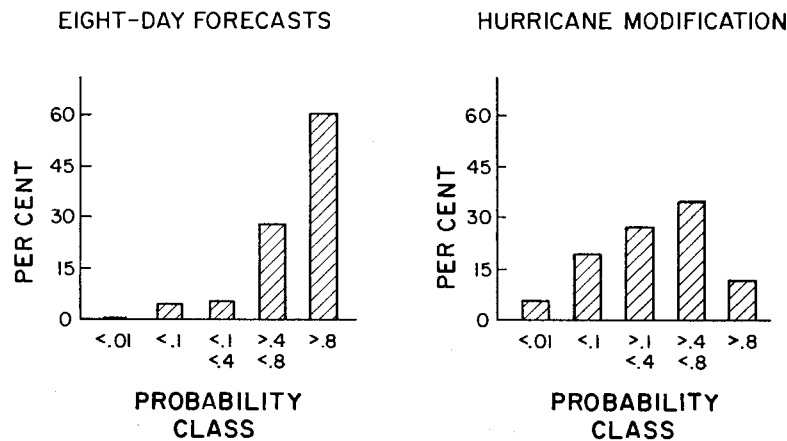 EIGHT-DAY FORECASTS
PER CENT
60
45
30
15
0
<.01 <.1 <.1 >.4 >.8
<.4 <.8
PROBABILITY
CLASS
HURRICANE MODIFICATION
PER CENT
60
45
30
15
0
<.01 <.1 >.1 >.4 >.8
<.4 <.8
PROBABILITY
CLASS